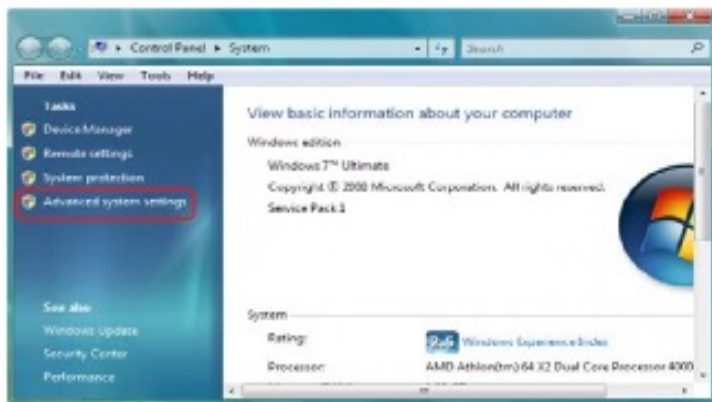 Control Panel
System
Search
File Edit View Tools Help
Tasks
Device Manager
Remote settings
System protection
Advanced system settings
See also
Windows Update
Security Center
Performance
View basic information about your computer
Windows edition
Windows 7™ Ultimate
Copyright © 2008 Microsoft Corporation. All rights reserved.
Service Pack 1
System
Rating:
Windows Experience Index
Processor:
AMD Athlon(tm) 64 X2 Dual Core Processor 4000